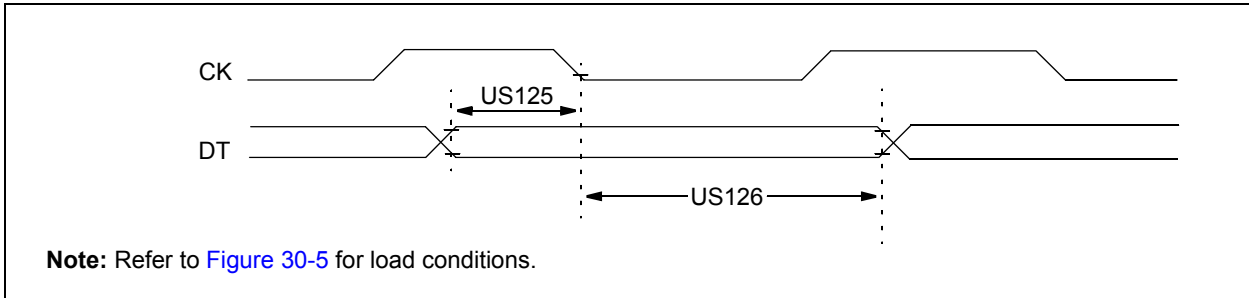 CK
US125
DT
US126
Note: Refer to Figure 30-5 for load conditions.